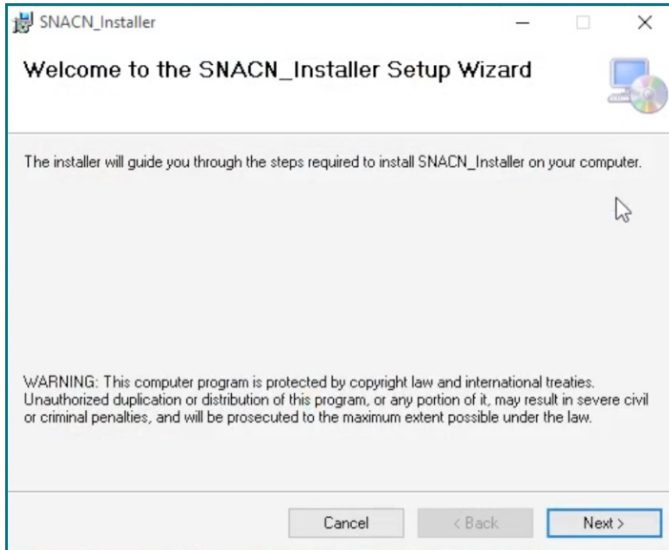 SNACN_Installer
Welcome to the SNACN_Installer Setup Wizard
The installer will guide you through the steps required to install SNACN_Installer on your computer.
WARNING: This computer program is protected by copyright law and international treaties.
Unauthorized duplication or distribution of this program, or any portion of it, may result in severe civil
or criminal penalties, and will be prosecuted to the maximum extent possible under the law.
Cancel
< Back
Next >